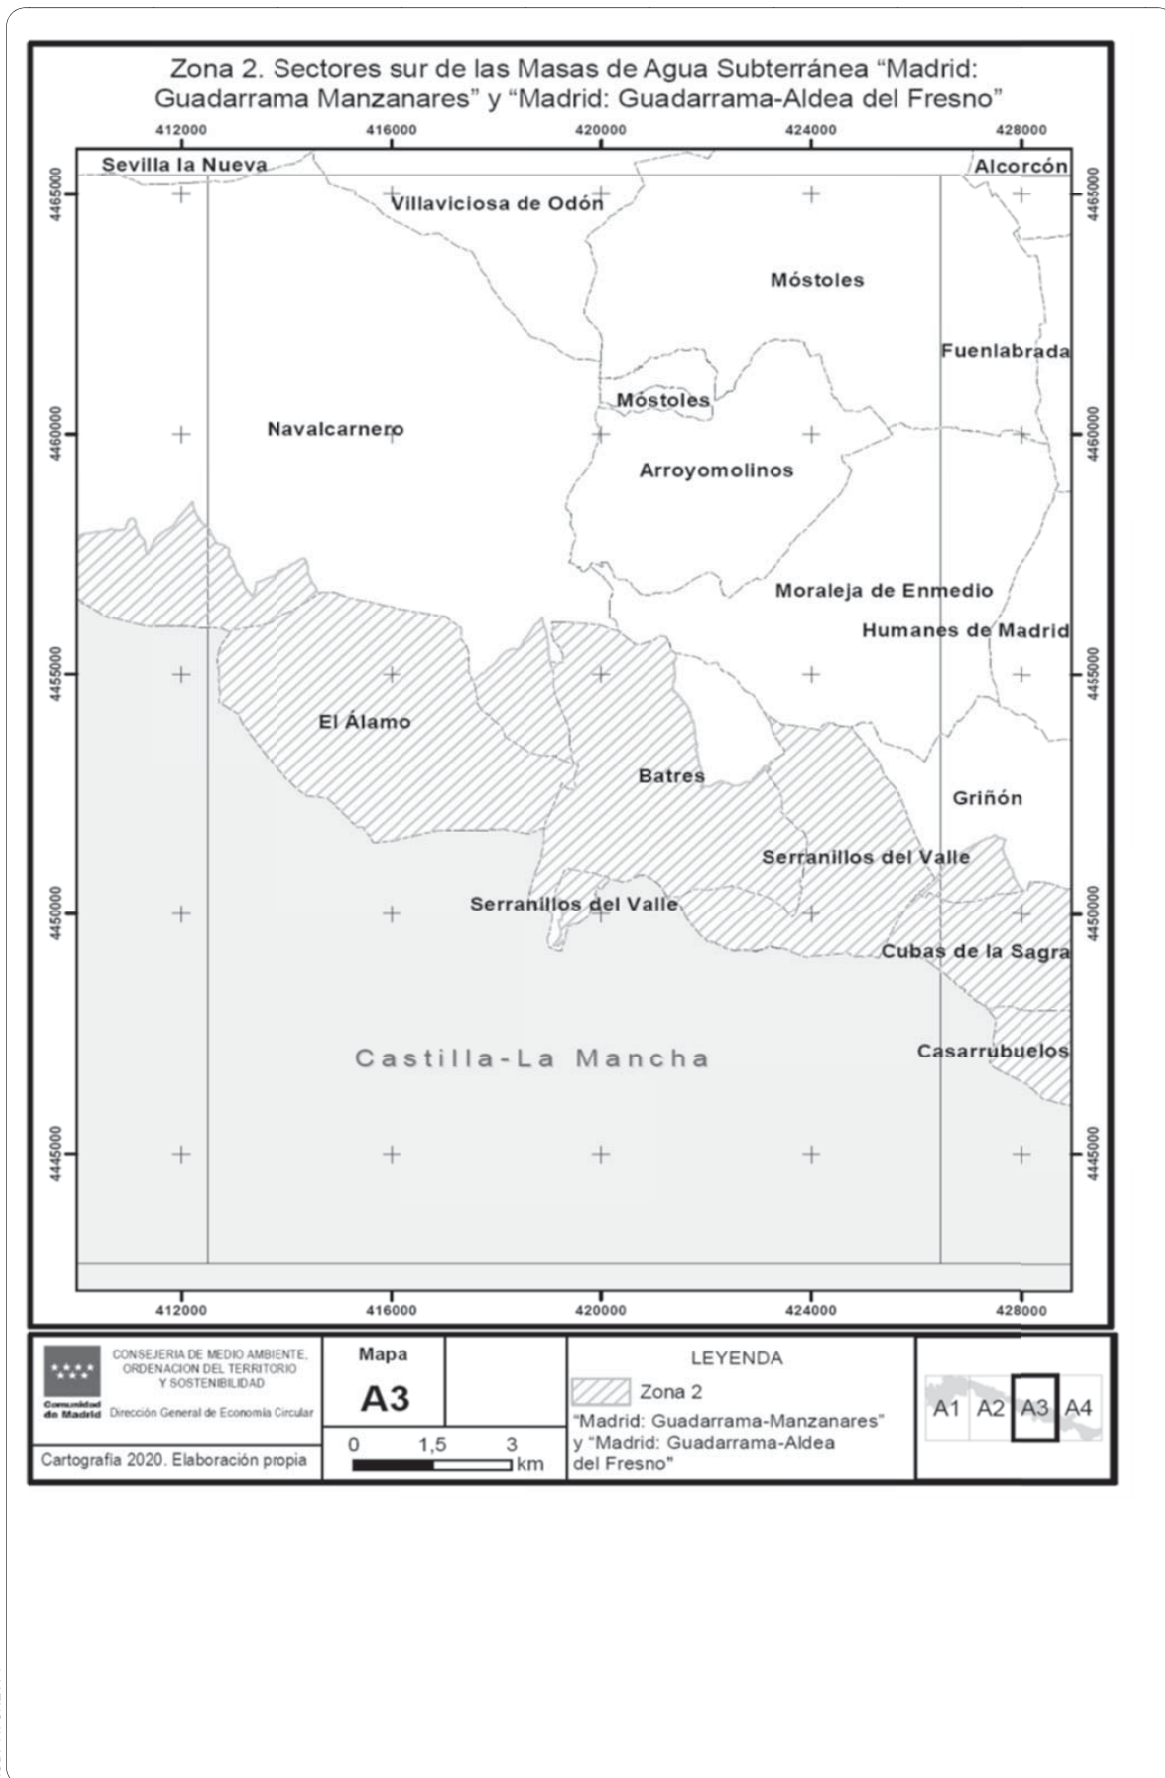 Zona 2. Sectores sur de las Masas de Agua Subterránea “Madrid:
Guadarrama Manzanares” y “Madrid: Guadarrama-Aldea del Fresno”
412000 416000 420000 424000 428000
Sevilla la Nueva
Alcorcón
4465000
4465000
Villaviciosa de Odón
Móstoles
Fuenlabrada
Móstoles
Navalcarnero
4460000
4460000
Arroyomolinos
Moraleja de Enmedio
Humanes de Madrid
4455000
4455000
El Álamo
Batres
Griñón
Serranillos del Valle
Serranillos del Valle
4450000
4450000
Cubas de la Sagra
Casarrubuelos
Castilla-La Mancha
4445000
4445000
412000 416000 420000 424000 428000
Comunidad
de Madrid
CONSEJERIA DE MEDIO AMBIENTE,
ORDENACION DEL TERRITORIO
Y SOSTENIBILIDAD
Dirección General de Economía Circular
Cartografía 2020. Elaboración propia
Mapa
A3
0 1,5 3
km
LEYENDA
Zona 2
“Madrid: Guadarrama-Manzanares”
y “Madrid: Guadarrama-Aldea
del Fresno”
A1 A2 A3 A4